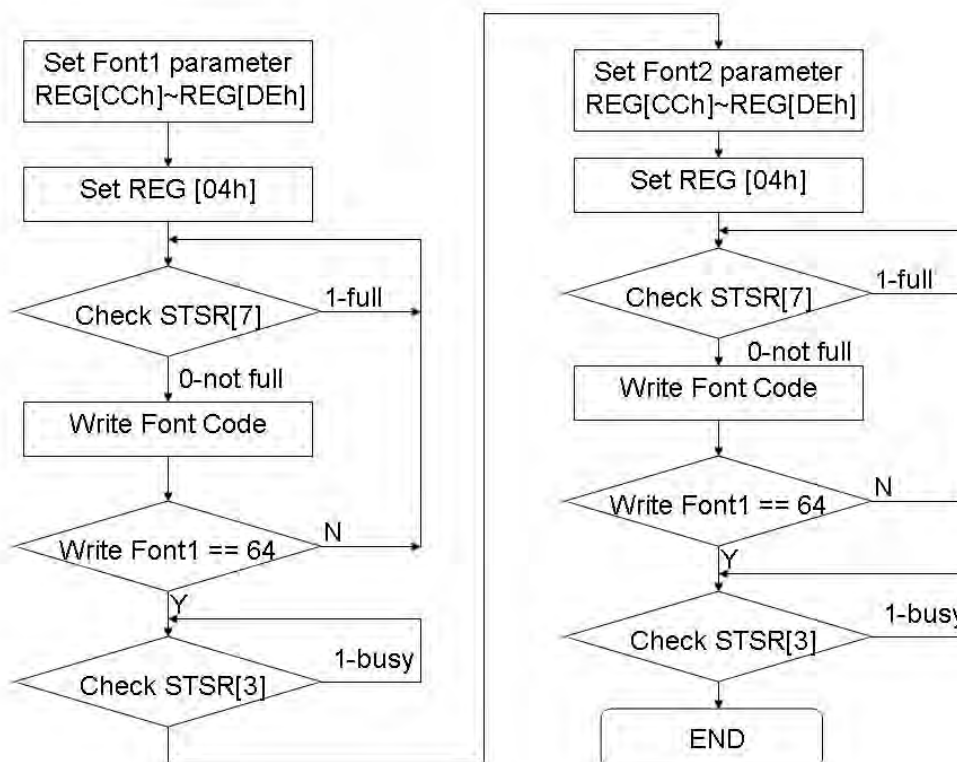 Set Font1 parameter
REG[CCh]~REG[DEh]
Set REG [04h]
Check STSR[7]
1-full
0-not full
Write Font Code
Write Font1 == 64
N
Y
Check STSR[3]
1-busy
Set Font2 parameter
REG[CCh]~REG[DEh]
Set REG [04h]
Check STSR[7]
1-full
0-not full
Write Font Code
Write Font1 == 64
N
Y
Check STSR[3]
1-busy
END